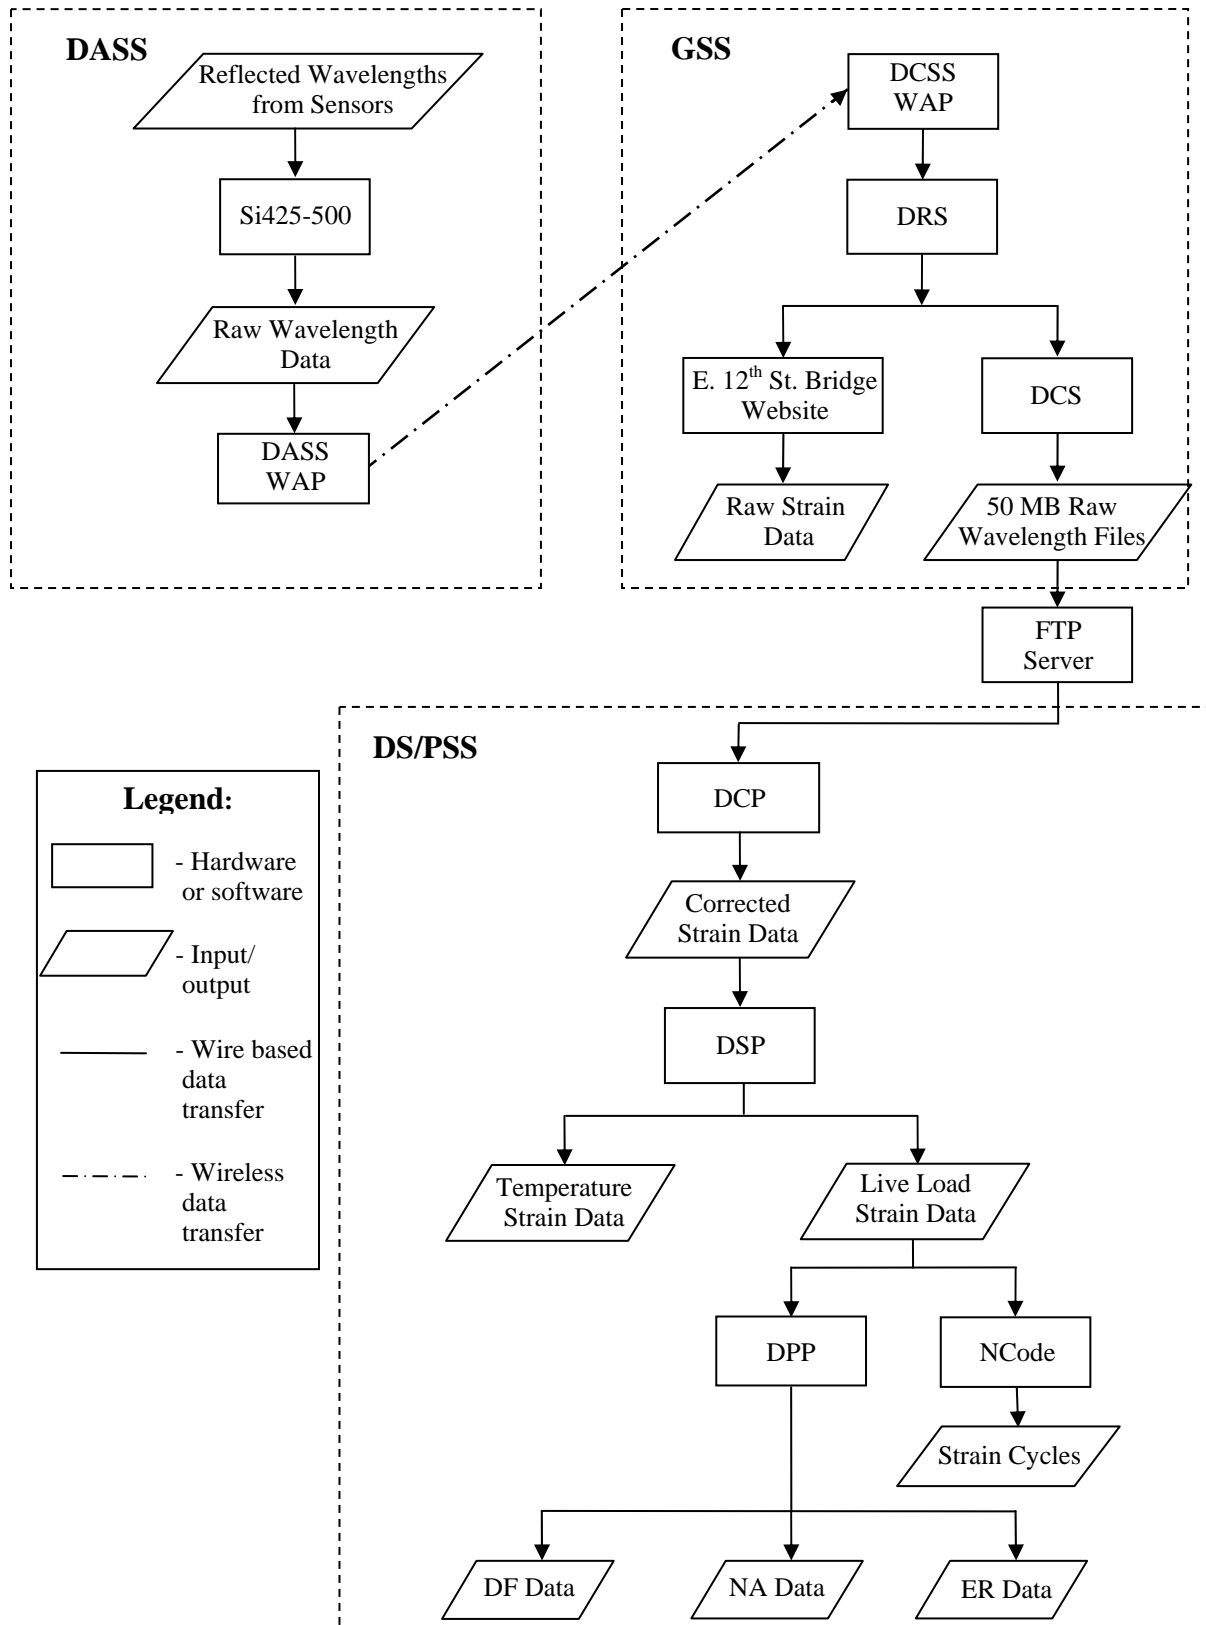 DASS
Reflected Wavelengths
from Sensors
Si425-500
Raw Wavelength
Data
DASS
WAP
GSS
DCSS
WAP
DRS
E. 12th St. Bridge
Website
DCS
Raw Strain
Data
50 MB Raw
Wavelength Files
FTP
Server
DS/PSS
DCP
Corrected
Strain Data
DSP
Temperature
Strain Data
Live Load
Strain Data
DPP
NCode
Strain Cycles
DF Data
NA Data
ER Data
Legend:
- Hardware
or software
- Input/
output
- Wire based
data
transfer
- Wireless
data
transfer